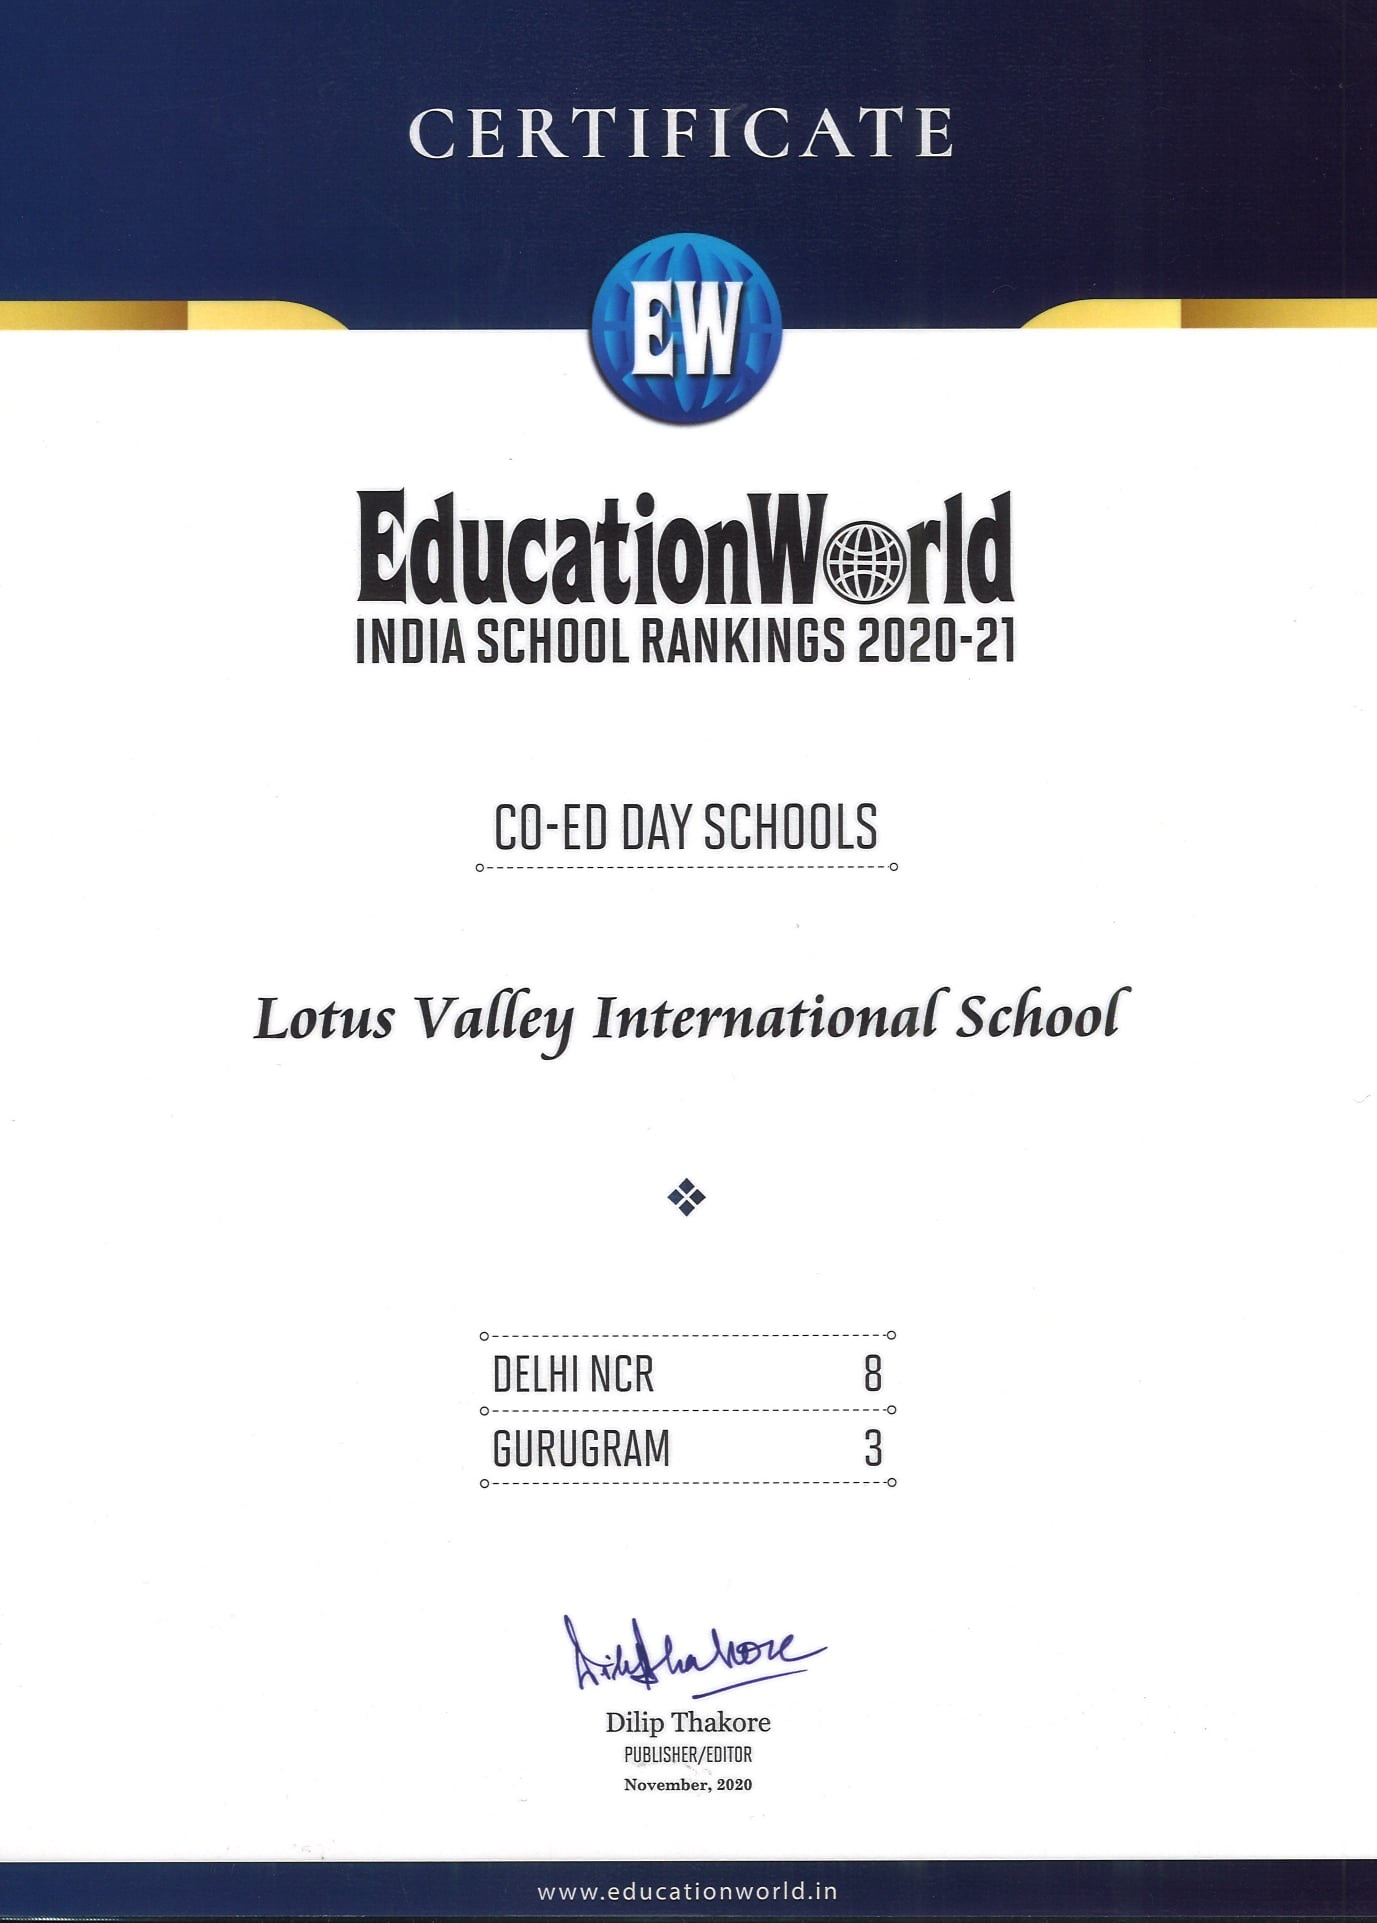 CERTIFICATE
EW
EducationWorld
INDIA SCHOOL RANKINGS 2020-21
CO-ED DAY SCHOOLS
Lotus Valley International School
DELHI NCR 8
GURUGRAM 3
Dilip Thakore
Dilip Thakore
PUBLISHER/EDITOR
November, 2020
www.educationworld.in